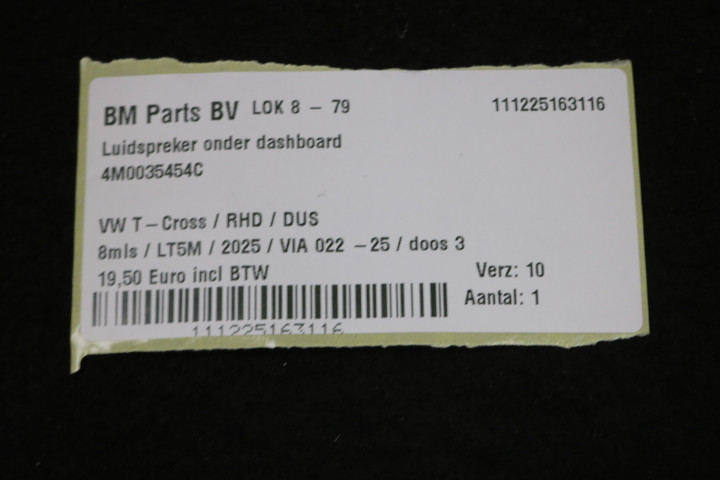 BM Parts BV LOK 8 - 79 111225163116
Luidspreker onder dashboard
4M0035454C
VW T-Cross / RHD / DUS
8mls / LT5M / 2025 / VIA 022 -25 / doos 3
19,50 Euro incl BTW Verz: 10
Aantal: 1
111225163116